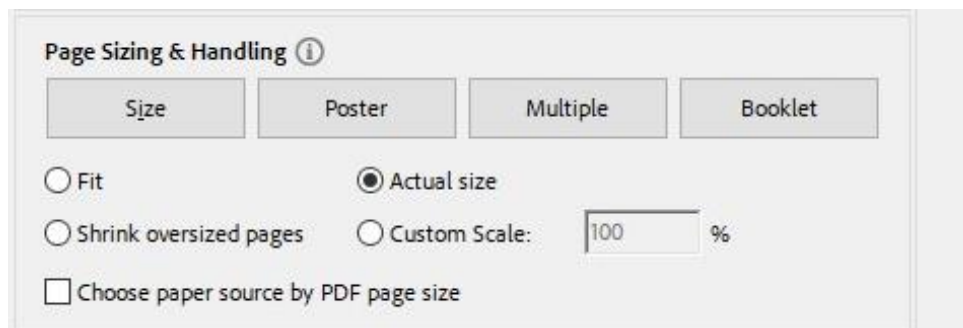 Page Sizing & Handling
Size Poster Multiple Booklet
Fit Actual size
Shrink oversized pages Custom Scale: 100 %
Choose paper source by PDF page size